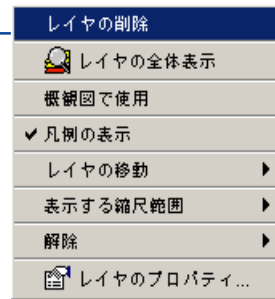 レイヤの削除
レイヤの全体表示
概観図で使用
凡例の表示
レイヤの移動
表示する縮尺範囲
解除
レイヤのプロパティ...